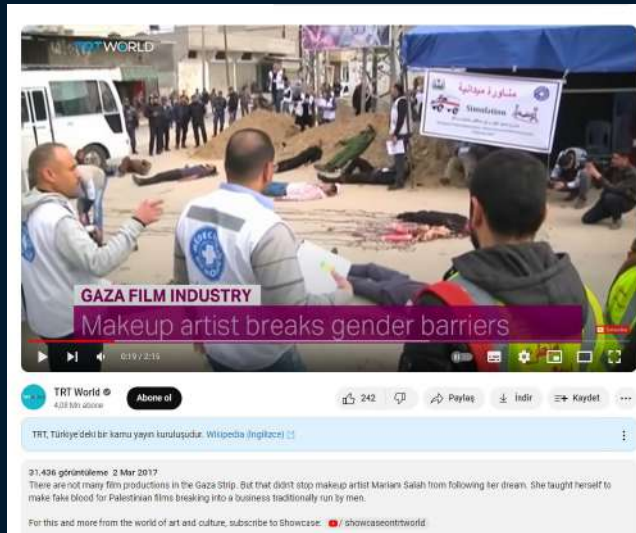 TRT WORLD
مناورة ميدانية
Simulation
GAZA FILM INDUSTRY
Makeup artist breaks gender barriers
0:19 / 2:15
TRT World
Abone ol
242
Paylaş
İndir
Kaydet
TRT, Türkiye'deki bir kamu yayın kuruluşudur. Wikipedia (İngilizce)
31.436 görüntüleme 2 Mar 2017
There are not many film productions in the Gaza Strip. But that didn't stop makeup artist Mariam Salah from following her dream. She taught herself to
make fake blood for Palestinian films breaking into a business traditionally run by men.
For this and more from the world of art and culture, subscribe to Showcase: / showcaseontrtworld